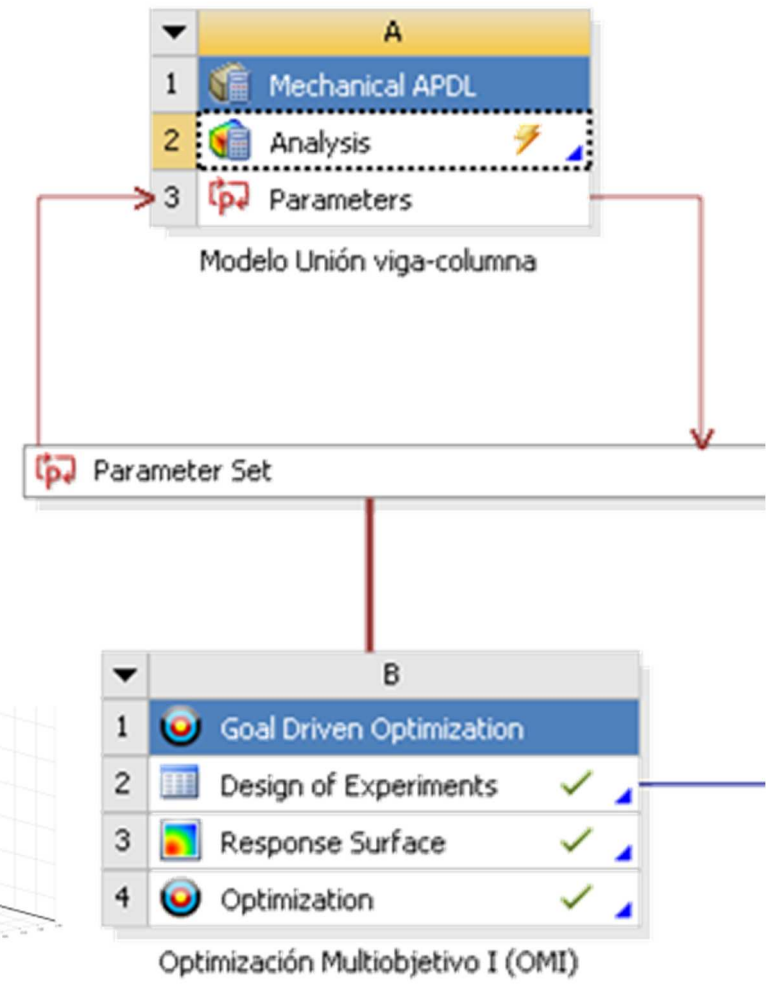 A
1 Mechanical APDL
2 Analysis
3 Parameters
Modelo Unión viga-columna
Parameter Set
B
1 Goal Driven Optimization
2 Design of Experiments
3 Response Surface
4 Optimization
Optimización Multiobjetivo I (OMI)